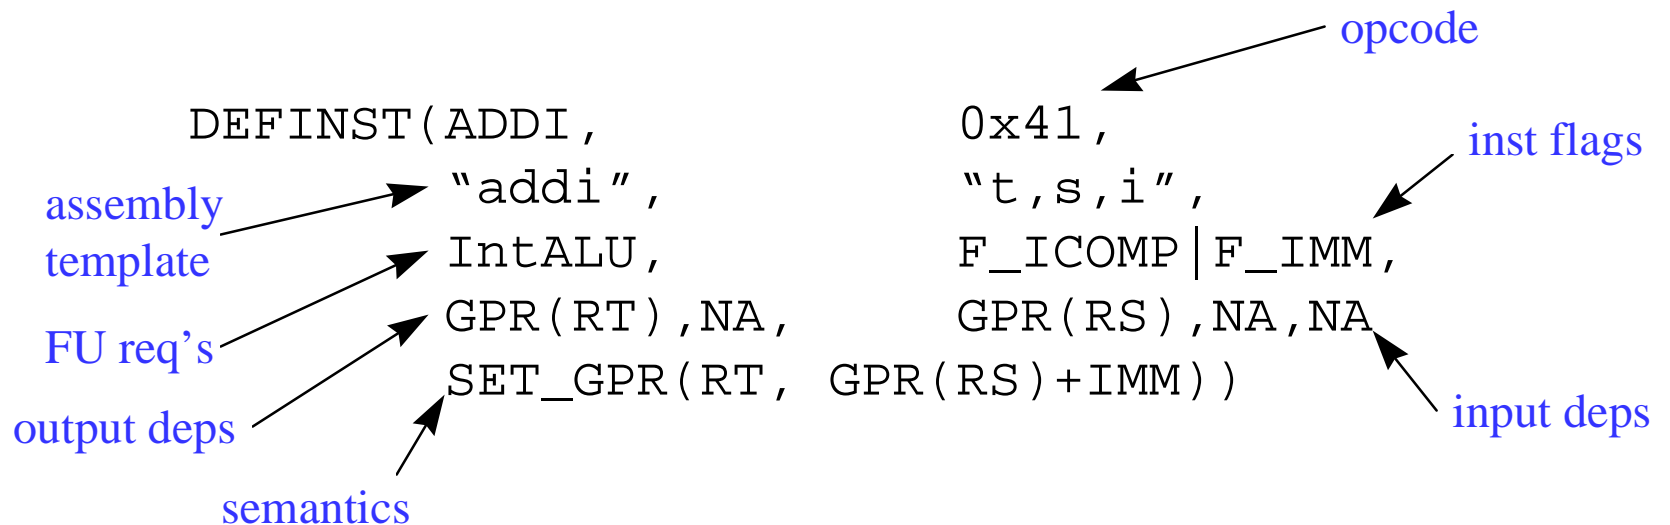 opcode
DEFINST(ADDI, 0x41,
inst flags
“addi”, “t,s,i”,
assembly
template
IntALU, F_ICOMP|F_IMM,
GPR(RT),NA, GPR(RS),NA,NA
FU req’s
SET_GPR(RT, GPR(RS)+IMM))
output deps
input deps
semantics